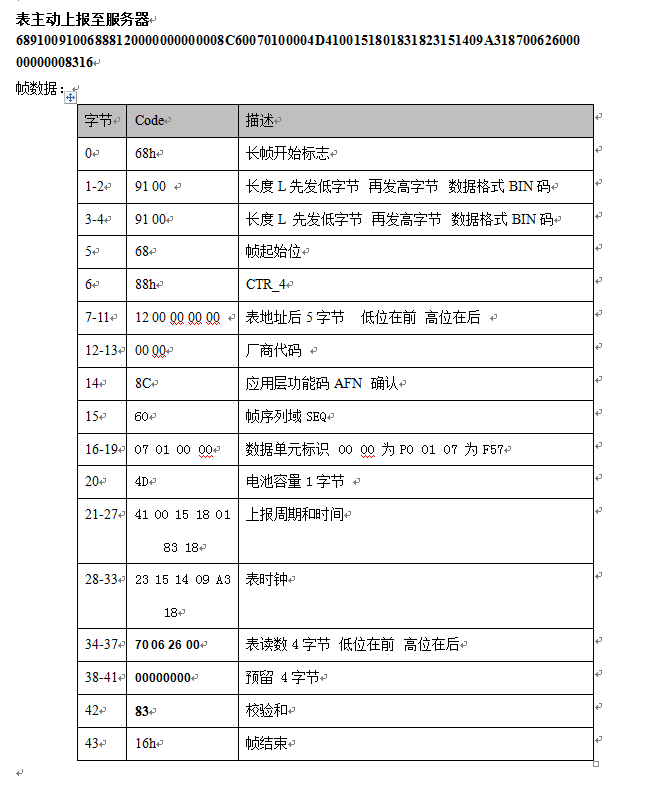 表主动上报至服务器
68910091006888120000000000008C60070100004D4100151801831823151409A318700626000
00000008316
帧数据:
字节 Code 描述
0 68h 长帧开始标志
1-2 91 00 长度 L 先发低字节 再发高字节 数据格式 BIN 码
3-4 91 00 长度 L 先发低字节 再发高字节 数据格式 BIN 码
5 68 帧起始位
6 88h CTR_4
7-11 12 00 00 00 00 表地址后 5 字节 低位在前 高位在后
12-13 00 00 厂商代码
14 8C 应用层功能码 AFN 确认
15 60 帧序列域 SEQ
16-19 07 01 00 00 数据单元标识 00 00 为 P0 01 07 为 F57
20 4D 电池容量 1 字节
21-27 41 00 15 18 01 上报周期和时间
83 18
28-33 23 15 14 09 A3 表时钟
18
34-37 70 06 26 00 表读数 4 字节 低位在前 高位在后
38-41 00000000 预留 4 字节
42 83 校验和
43 16h 帧结束